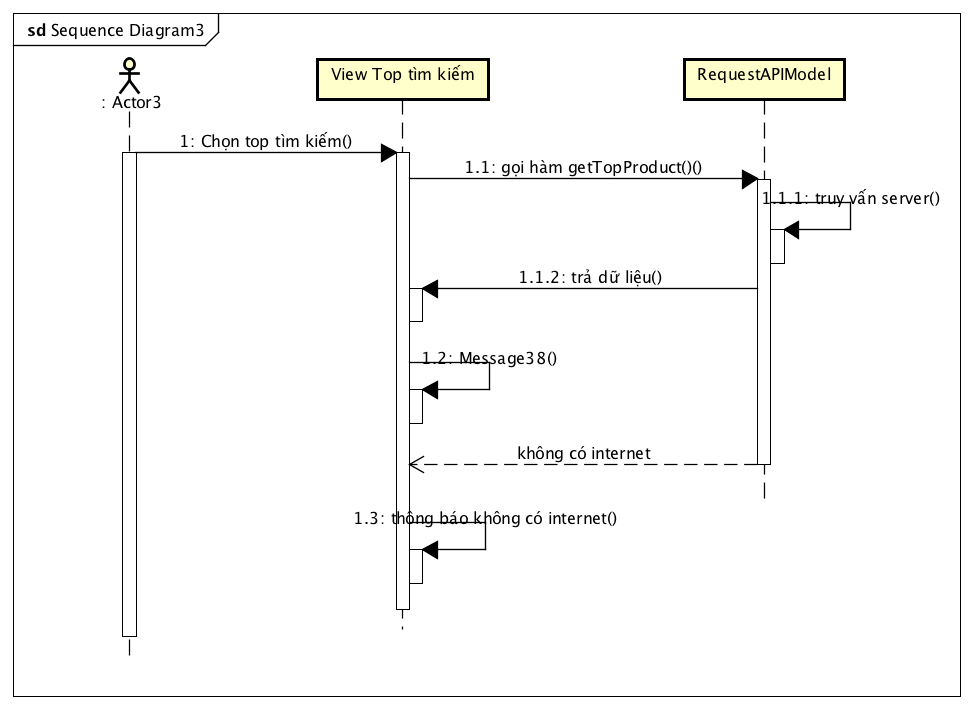 sd Sequence Diagram3
: Actor3
View Top tìm kiếm
RequestAPIModel
1: Chọn top tìm kiếm()
1.1: gọi hàm getTopProduct()()
1.1.1: truy vấn server()
1.1.2: trả dữ liệu()
1.2: Message38()
không có internet
1.3: thông báo không có internet()